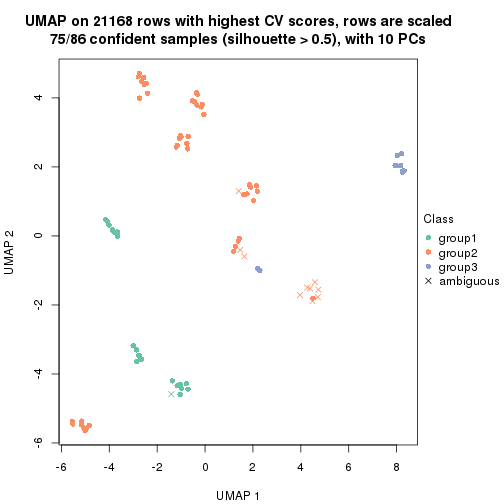 UMAP on 21168 rows with highest CV scores, rows are scaled
75/86 confident samples (silhouette > 0.5), with 10 PCs
4
2
0
-2
-4
-6
UMAP 2
-6
-4
-2
0
2
4
6
8
UMAP 1
Class
group1
group2
group3
ambiguous